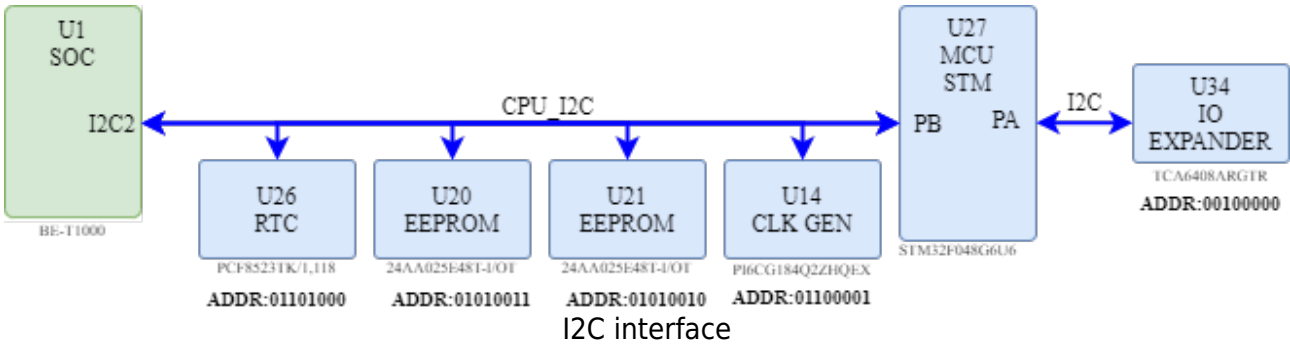 U1
SOC
I2C2
BE-T1000
CPU_I2C
U26
RTC
PCF8523TK/1,118
ADDR:01101000
U20
EEPROM
24AA025E48T-I/OT
ADDR:01010011
U21
EEPROM
24AA025E48T-I/OT
ADDR:01010010
U14
CLK GEN
PI6CG184Q2ZHQEX
ADDR:01100001
U27
MCU
STM
PB
PA
STM32F048G6U6
I2C
U34
IO
EXPANDER
TCA6408ARGTR
ADDR:00100000
I2C interface